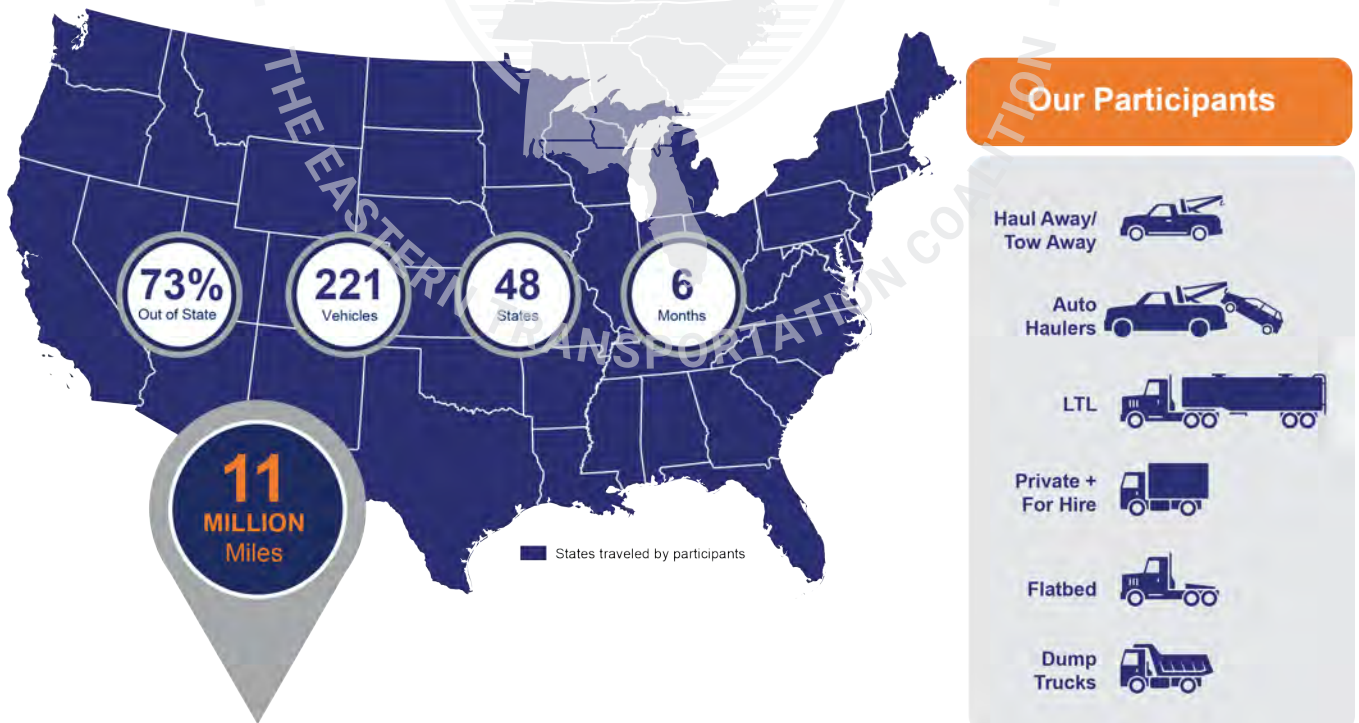 THE EASTERN TRANSPORTATION COALITION
73%
Out of State
221
Vehicles
48
States
6
Months
11
MILLION
Miles
States traveled by participants
Our Participants
Haul Away/
Tow Away
Auto
Haulers
LTL
Private +
For Hire
Flatbed
Dump
Trucks